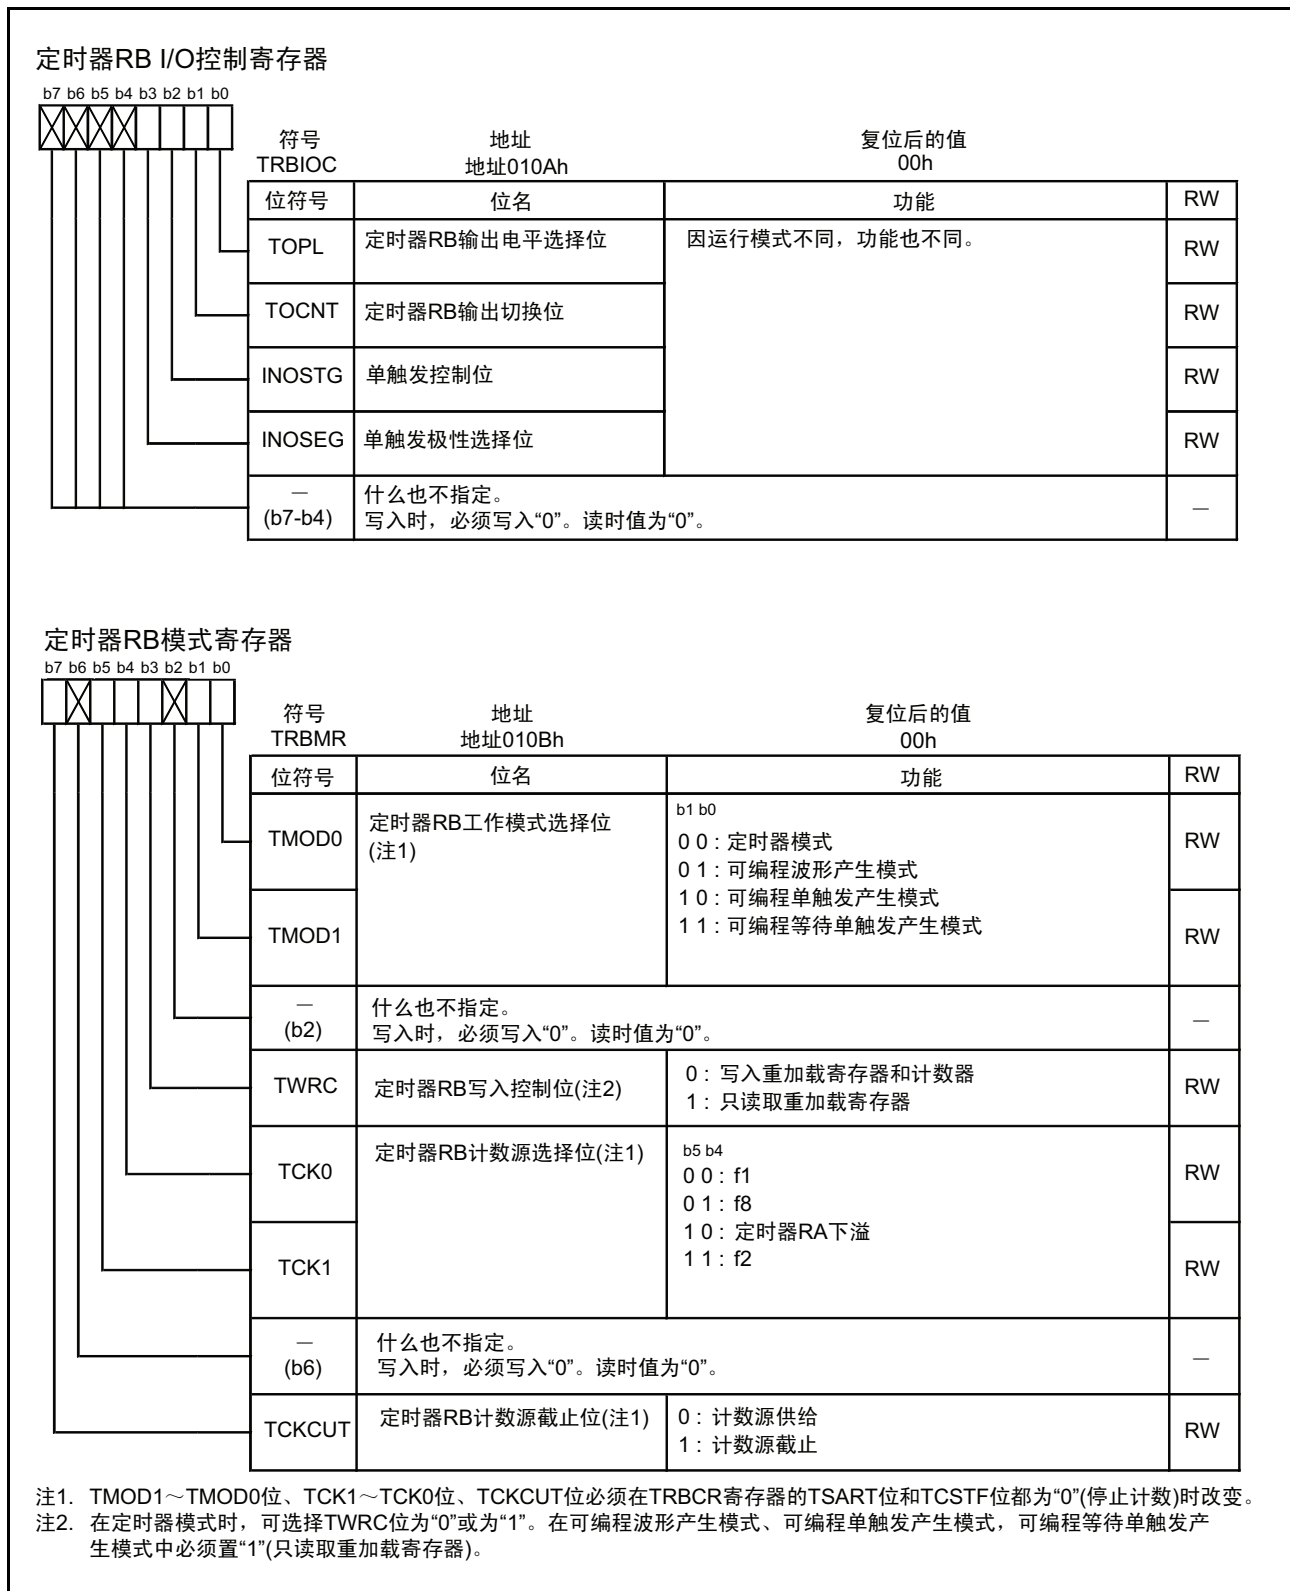 定时器RB I/O控制寄存器
b7 b6 b5 b4 b3 b2 b1 b0
符号 地址 复位后的值
TRBIOC 地址010Ah 00h
位符号 位名 功能 RW
TOPL 定时器RB输出电平选择位 因运行模式不同，功能也不同。 RW
TOCNT 定时器RB输出切换位 RW
INOSTG 单触发控制位 RW
INOSEG 单触发极性选择位 RW
— 什么也不指定。 —
(b7-b4) 写入时，必须写入“0”。读时值为“0”。
定时器RB模式寄存器
b7 b6 b5 b4 b3 b2 b1 b0
符号 地址 复位后的值
TRBMR 地址010Bh 00h
位符号 位名 功能 RW
TMOD0 定时器RB工作模式选择位 b1 b0 RW
(注1) 0 0 : 定时器模式
0 1 : 可编程波形产生模式
1 0 : 可编程单触发产生模式
TMOD1 1 1 : 可编程等待单触发产生模式 RW
— 什么也不指定。 —
(b2) 写入时，必须写入“0”。读时值为“0”。
TWRC 定时器RB写入控制位(注2) 0 : 写入重加载寄存器和计数器 RW
1 : 只读取重加载寄存器
TCK0 定时器RB计数源选择位(注1) b5 b4 RW
0 0 : f1
0 1 : f8
1 0 : 定时器RA下溢
TCK1 1 1 : f2 RW
— 什么也不指定。 —
(b6) 写入时，必须写入“0”。读时值为“0”。
TCKCUT 定时器RB计数源截止位(注1) 0 : 计数源供给 RW
1 : 计数源截止
注1. TMOD1～TMOD0位、TCK1～TCK0位、TCKCUT位必须在TRBCR寄存器的TSART位和TCSTF位都为“0”(停止计数)时改变。
注2. 在定时器模式时，可选择TWRC位为“0”或为“1”。在可编程波形产生模式、可编程单触发产生模式，可编程等待单触发产
生模式中必须置“1”(只读取重加载寄存器)。